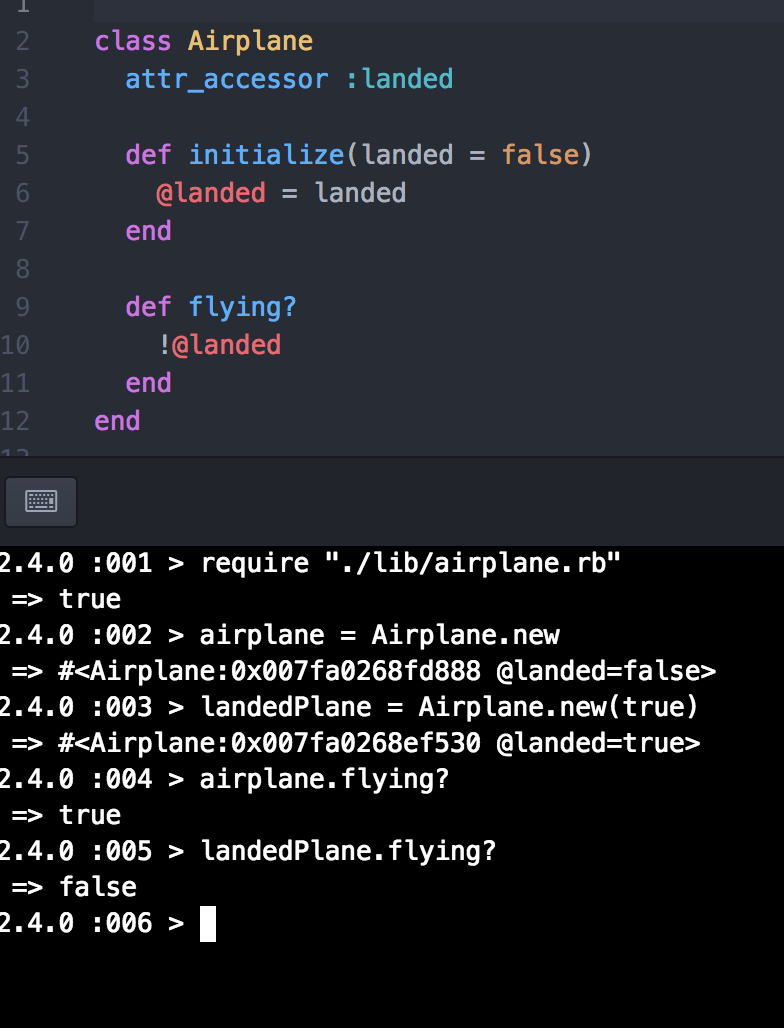 1
2 class Airplane
3 attr_accessor :landed
4
5 def initialize(landed = false)
6 @landed = landed
7 end
8
9 def flying?
10 !@landed
11 end
12 end
13
2.4.0 :001 > require "./lib/airplane.rb"
=> true
2.4.0 :002 > airplane = Airplane.new
=> #<Airplane:0x007fa0268fd888 @landed=false>
2.4.0 :003 > landedPlane = Airplane.new(true)
=> #<Airplane:0x007fa0268ef530 @landed=true>
2.4.0 :004 > airplane.flying?
=> true
2.4.0 :005 > landedPlane.flying?
=> false
2.4.0 :006 >